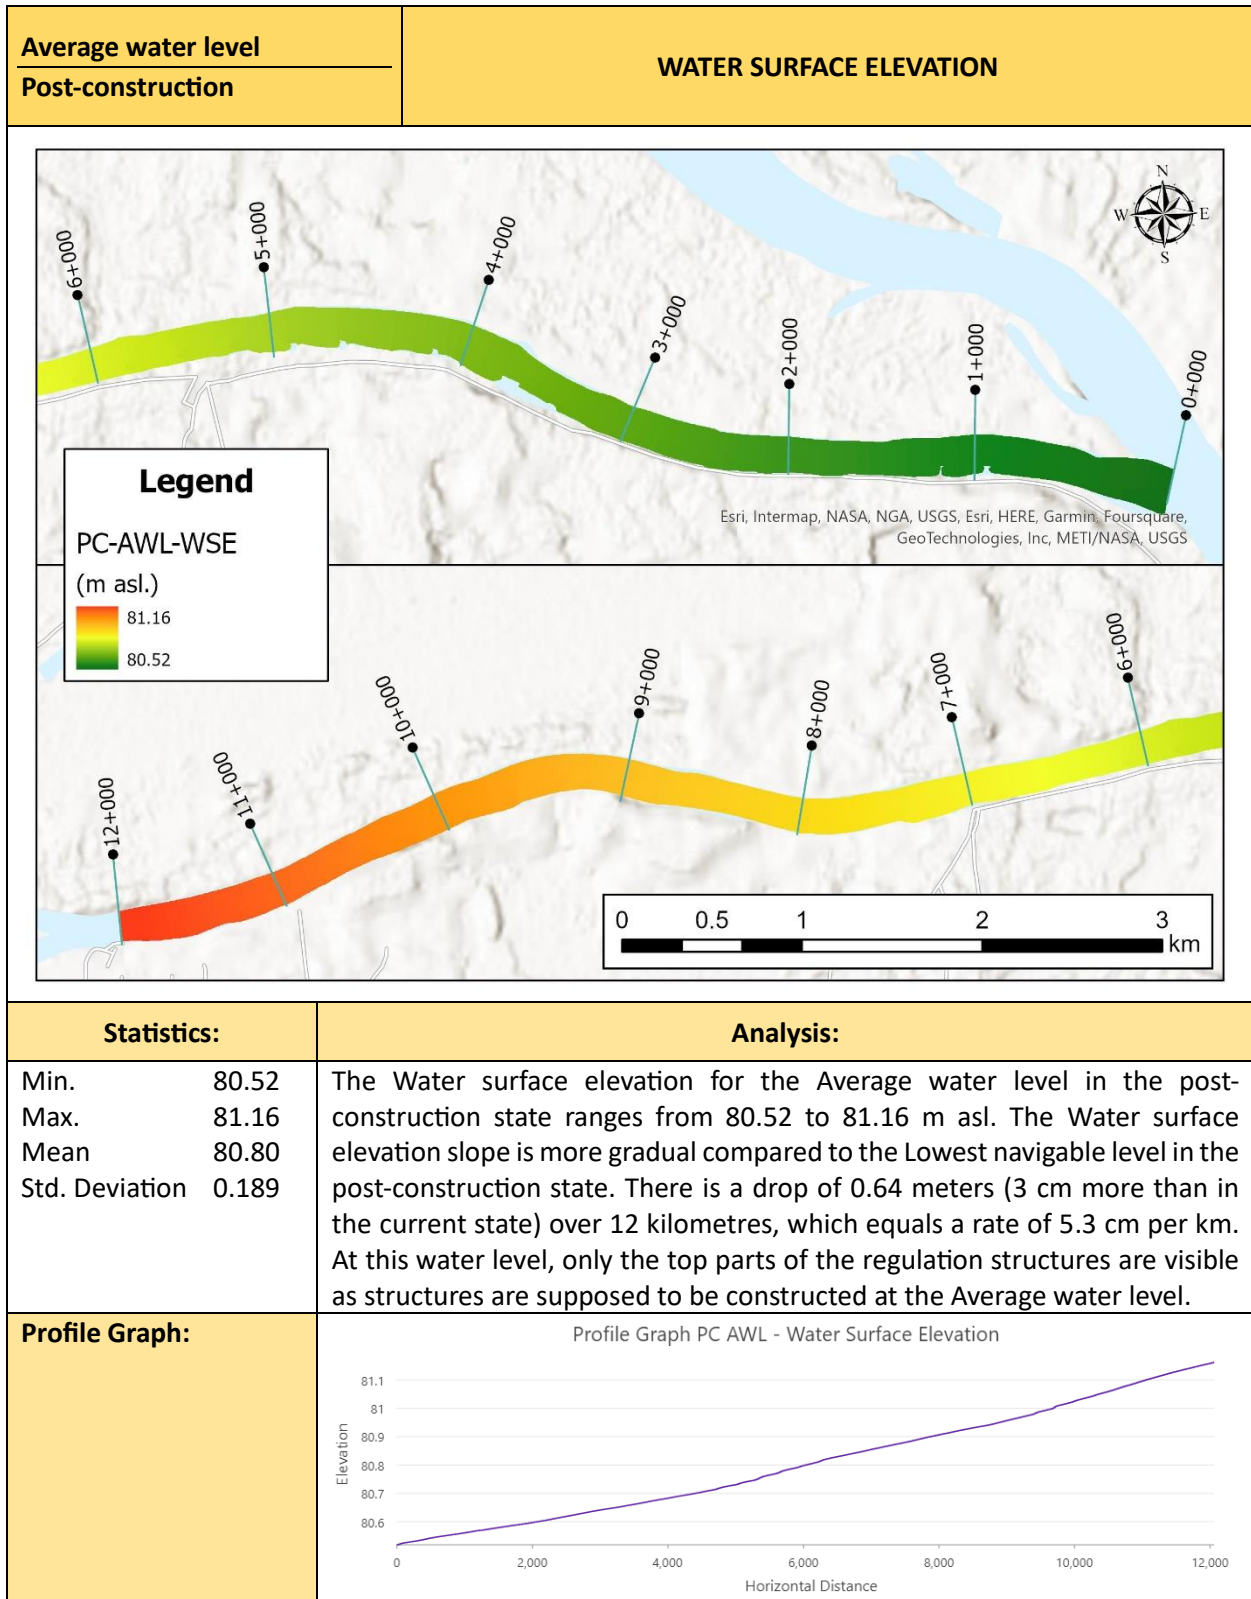 Average water level
Post-construction
WATER SURFACE ELEVATION
N
W E
S
6+000
5+000
4+000
3+000
2+000
1+000
0+000
Esri, Intermap, NASA, NGA, USGS, Esri, HERE, Garmin, Foursquare,
GeoTechnologies, Inc, METI/NASA, USGS
Legend
PC-AWL-WSE
(m asl.)
81.16
80.52
12+000
11+000
10+000
9+000
8+000
7+000
6+000
0 0.5 1 2 3
km
Statistics:
Min. 80.52
Max. 81.16
Mean 80.80
Std. Deviation 0.189
Analysis:
The Water surface elevation for the Average water level in the post-
construction state ranges from 80.52 to 81.16 m asl. The Water surface
elevation slope is more gradual compared to the Lowest navigable level in the
post-construction state. There is a drop of 0.64 meters (3 cm more than in
the current state) over 12 kilometres, which equals a rate of 5.3 cm per km.
At this water level, only the top parts of the regulation structures are visible
as structures are supposed to be constructed at the Average water level.
Profile Graph:
Profile Graph PC AWL - Water Surface Elevation
Elevation
81.1
81
80.9
80.8
80.7
80.6
0 2,000 4,000 6,000 8,000 10,000 12,000
Horizontal Distance